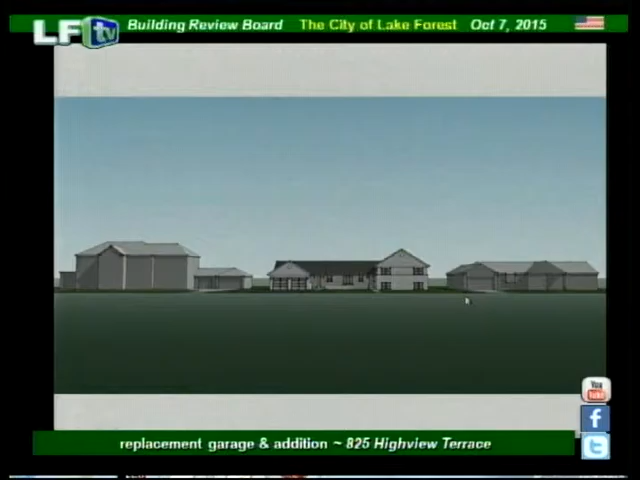 LFtv Building Review Board The City of Lake Forest Oct 7, 2015
You Tube
f
replacement garage & addition ~ 825 Highview Terrace